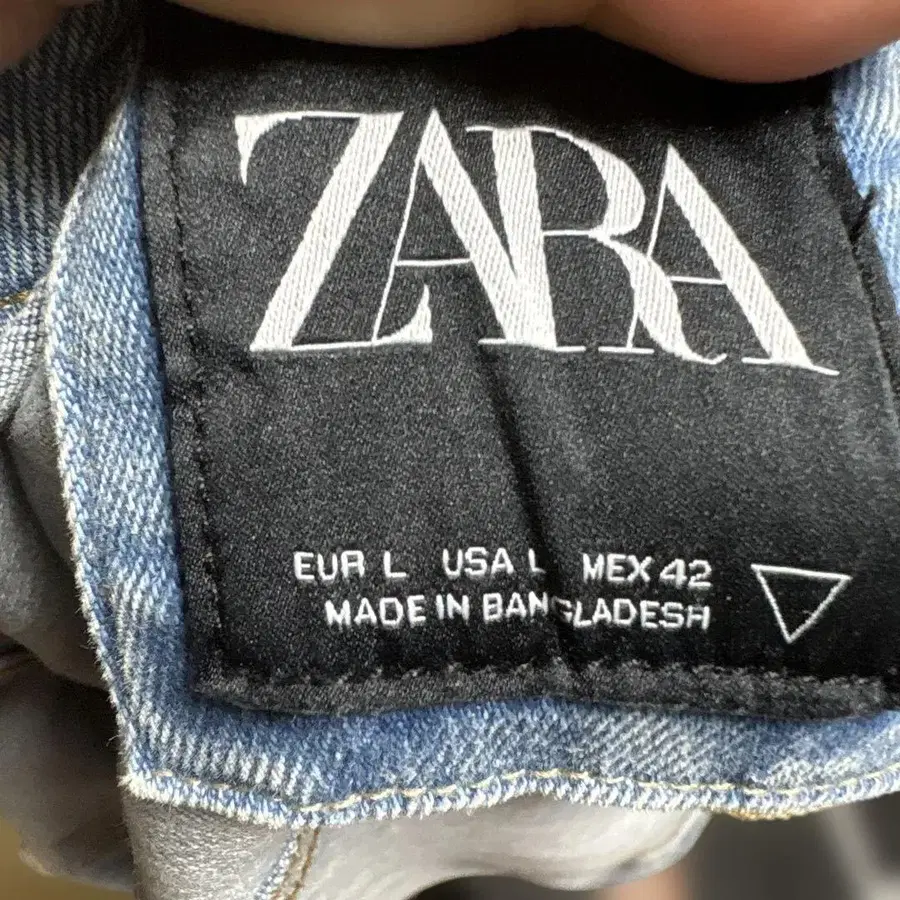 ZARA
EUR L USA L MEX 42
MADE IN BANGLADESH